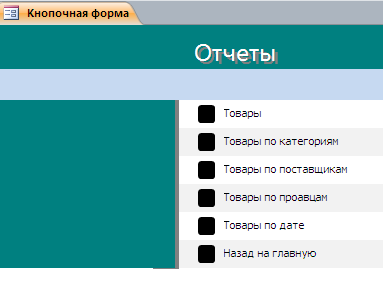 Кнопочная форма
Отчеты
Товары
Товары по категориям
Товары по поставщикам
Товары по проавцам
Товары по дате
Назад на главную